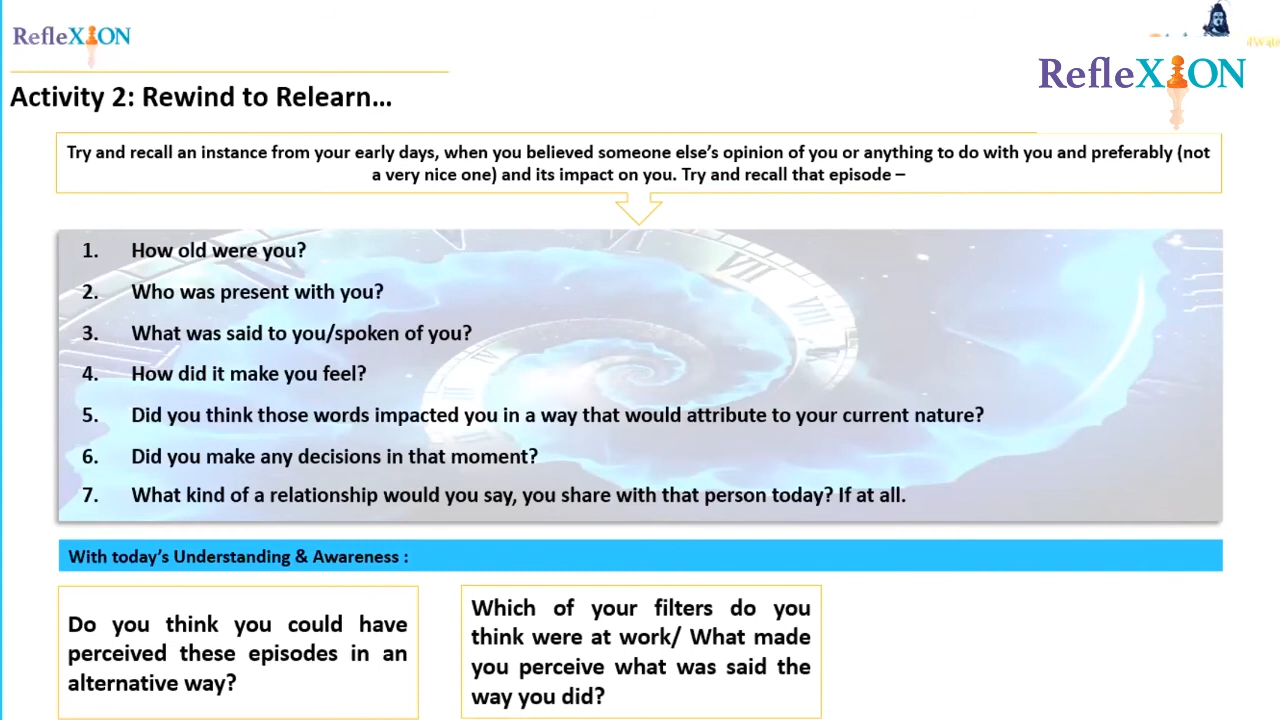 RefleXION
RefleXION
Activity 2: Rewind to Relearn...
Try and recall an instance from your early days, when you believed someone else's opinion of you or anything to do with you and preferably (not
a very nice one) and its impact on you. Try and recall that episode –
1. How old were you?
2. Who was present with you?
3. What was said to you/spoken of you?
4. How did it make you feel?
5. Did you think those words impacted you in a way that would attribute to your current nature?
6. Did you make any decisions in that moment?
7. What kind of a relationship would you say, you share with that person today? If at all.
With today's Understanding & Awareness :
Do you think you could have
perceived these episodes in an
alternative way?
Which of your filters do you
think were at work/ What made
you perceive what was said the
way you did?